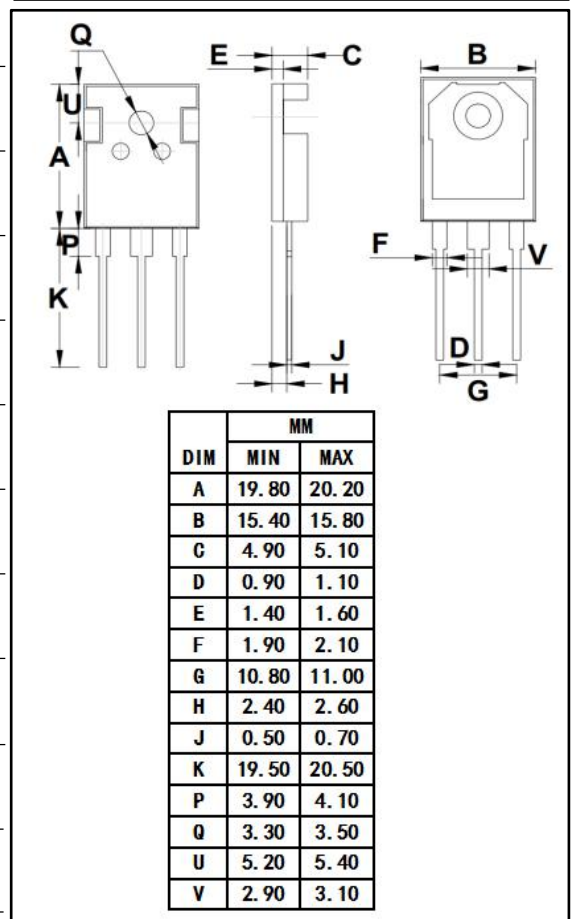 Q
E C B
U
A
P
F V
K
J D
H G
MM
DIM MIN MAX
A 19.80 20.20
B 15.40 15.80
C 4.90 5.10
D 0.90 1.10
E 1.40 1.60
F 1.90 2.10
G 10.80 11.00
H 2.40 2.60
J 0.50 0.70
K 19.50 20.50
P 3.90 4.10
Q 3.30 3.50
U 5.20 5.40
V 2.90 3.10